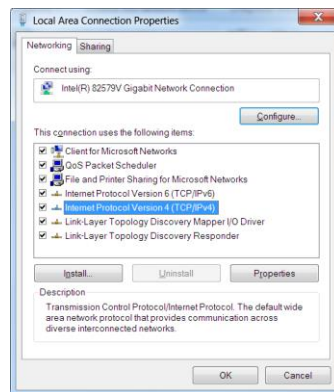 Local Area Connection Properties
Networking
Sharing
Connect using:
Intel(R) 82579V Gigabit Network Connection
Configure...
This connection uses the following items:
Client for Microsoft Networks
QoS Packet Scheduler
File and Printer Sharing for Microsoft Networks
Internet Protocol Version 6 (TCP/IPv6)
Internet Protocol Version 4 (TCP/IPv4)
Link-Layer Topology Discovery Mapper I/O Driver
Link-Layer Topology Discovery Responder
Install...
Uninstall
Properties
Description
Transmission Control Protocol/Internet Protocol. The default wide
area network protocol that provides communication across
diverse interconnected networks.
OK
Cancel